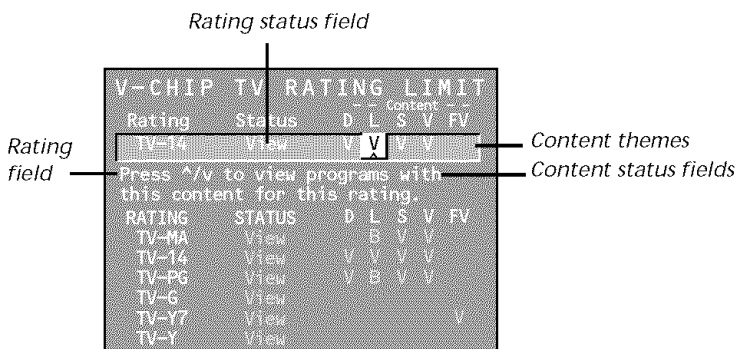 Rating status field
V-CHIP TV RATING LIMIT
-- Content --
Rating Status D L S V FV
TV-14 View V V V V
Rating field
Content themes
Content status fields
Press ^/v to view programs with
this content for this rating.
RATING STATUS D L S V FV
TV-MA View B V V
TV-14 View V V V V
TV-PG View V B V V
TV-G View
TV-Y7 View V
TV-Y View